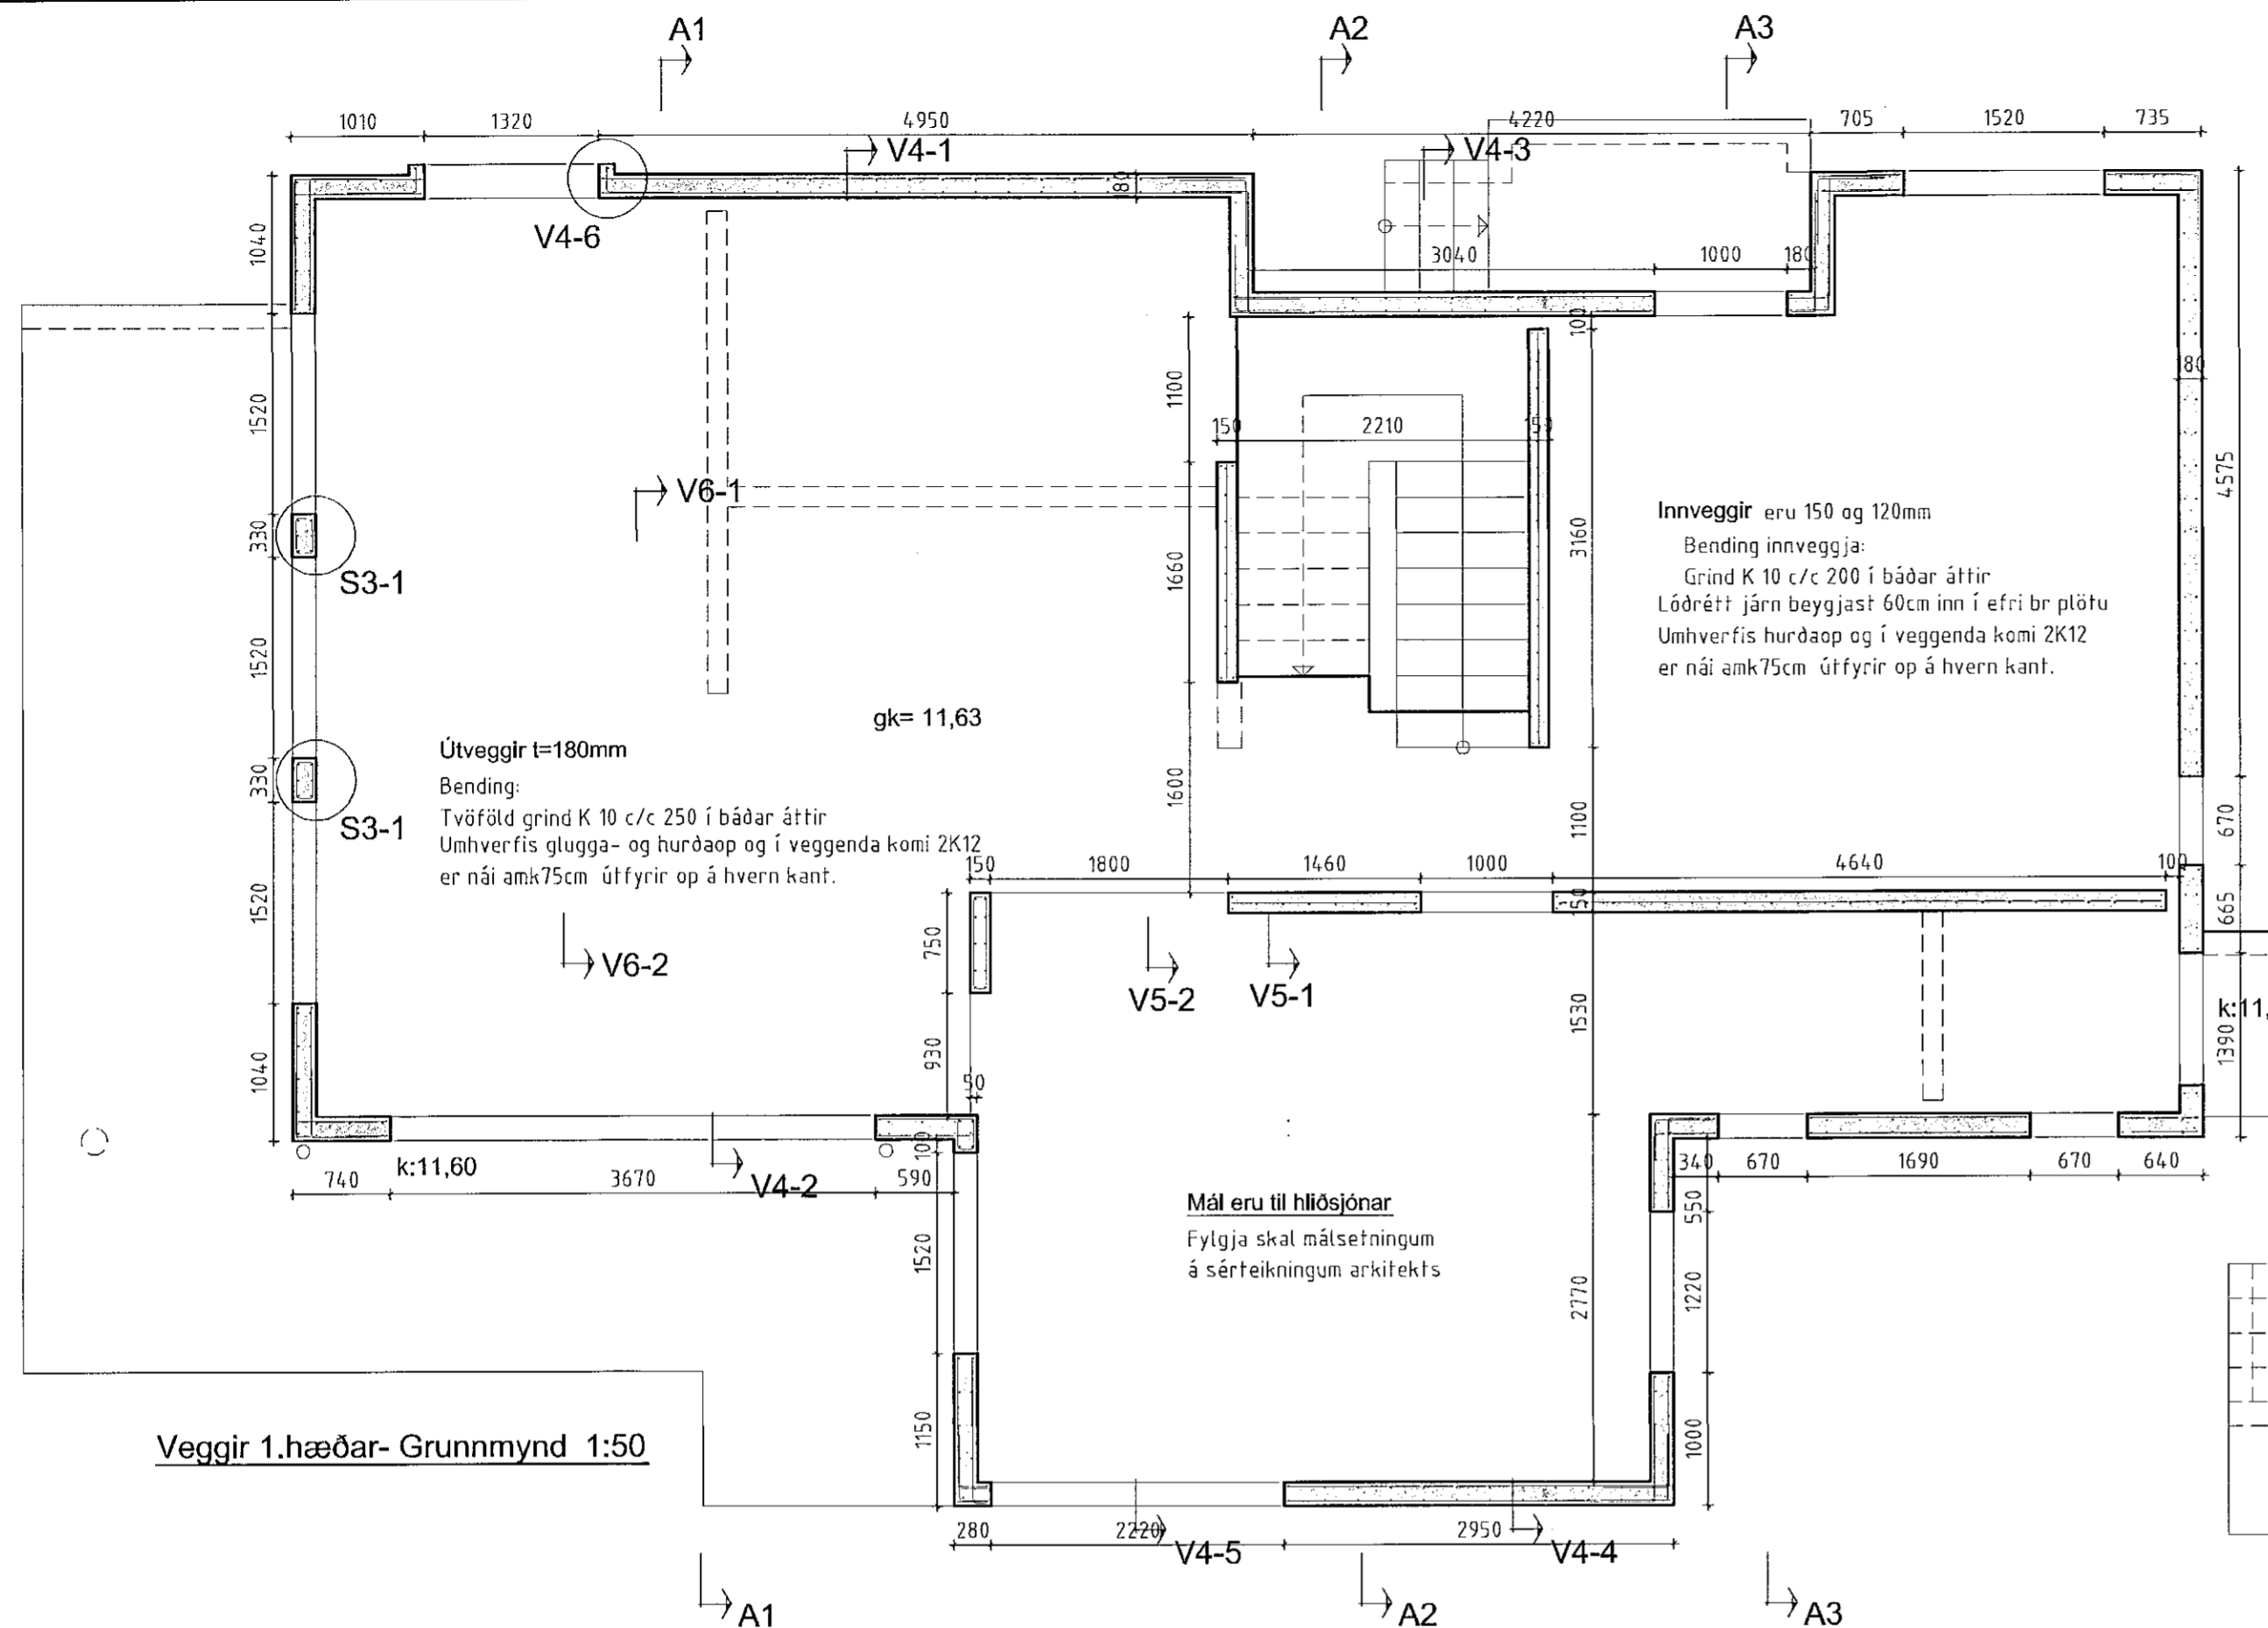 A1
A2
A3
1010
1320
4950
4220
705
1520
735
V4-1
V4-3
180
V4-6
1040
3040
1000
180
100
1100
180
1520
150
2210
150
4575
V6-1
330
S3-1
3160
1660
Innveggir eru 150 og 120mm
Bending innveggja:
Grind K 10 c/c 200 í báðar áttir
Lóðrétt járn beygjast 60cm inn í efri br plötu
Umhverfis hurðaop og í veggenda komi 2K12
er nái amk75cm útfyrir op á hvern kant.
1520
gk= 11,63
330
S3-1
Útveggir t=180mm
Bending:
Tvöföld grind K 10 c/c 250 í báðar áttir
Umhverfis glugga- og hurðaop og í veggenda komi 2K12
er nái amk75cm útfyrir op á hvern kant.
1600
1100
670
150
1800
1460
1000
4640
100
1520
150
665
750
V6-2
V5-2
V5-1
1530
k:11,
1390
930
50
1040
100
k:11,60
740
3670
V4-2
590
340
670
1690
670
640
550
Mál eru til hliðsjónar
Fylgja skal málsetningum
á sérteikningum arkitekts
1520
2770
1220
1150
1000
Veggir 1.hæðar- Grunnmynd 1:50
280
2220
V4-5
2950
V4-4
A1
A2
A3